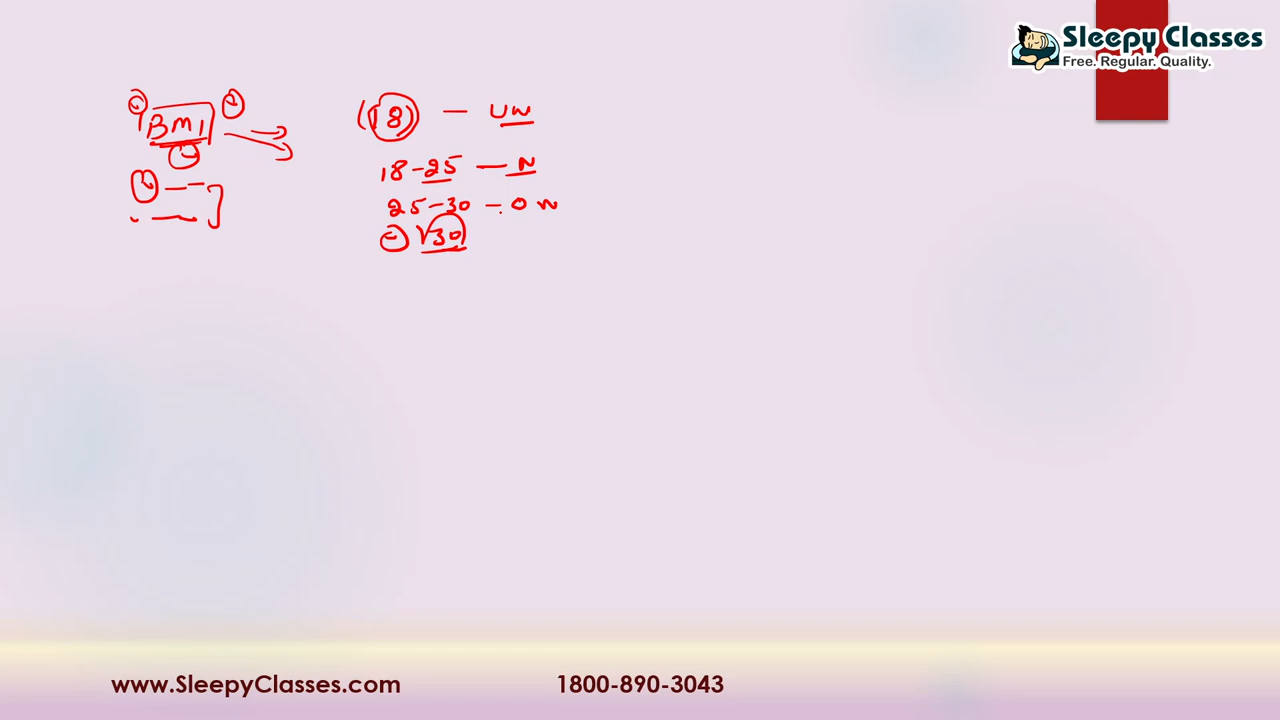 Sleepy Classes
Free. Regular. Quality.
BMI
(18) — UW
18-25 — N
25-30 - OW
30
www.SleepyClasses.com
1800-890-3043